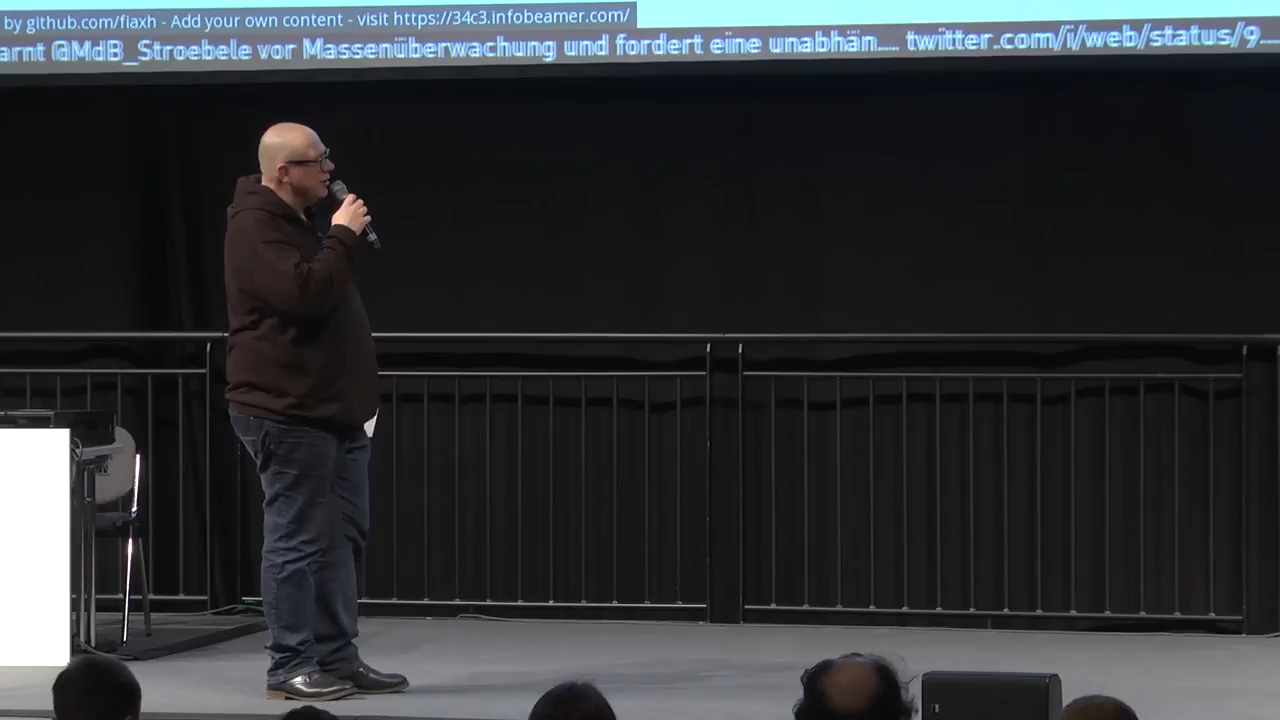 by github.com/fiaxh - Add your own content - visit https://34c3.infobeamer.com/
arnt @MdB_Stroebele vor Massenüberwachung und fordert eine unabhän.... twitter.com/i/web/status/9....